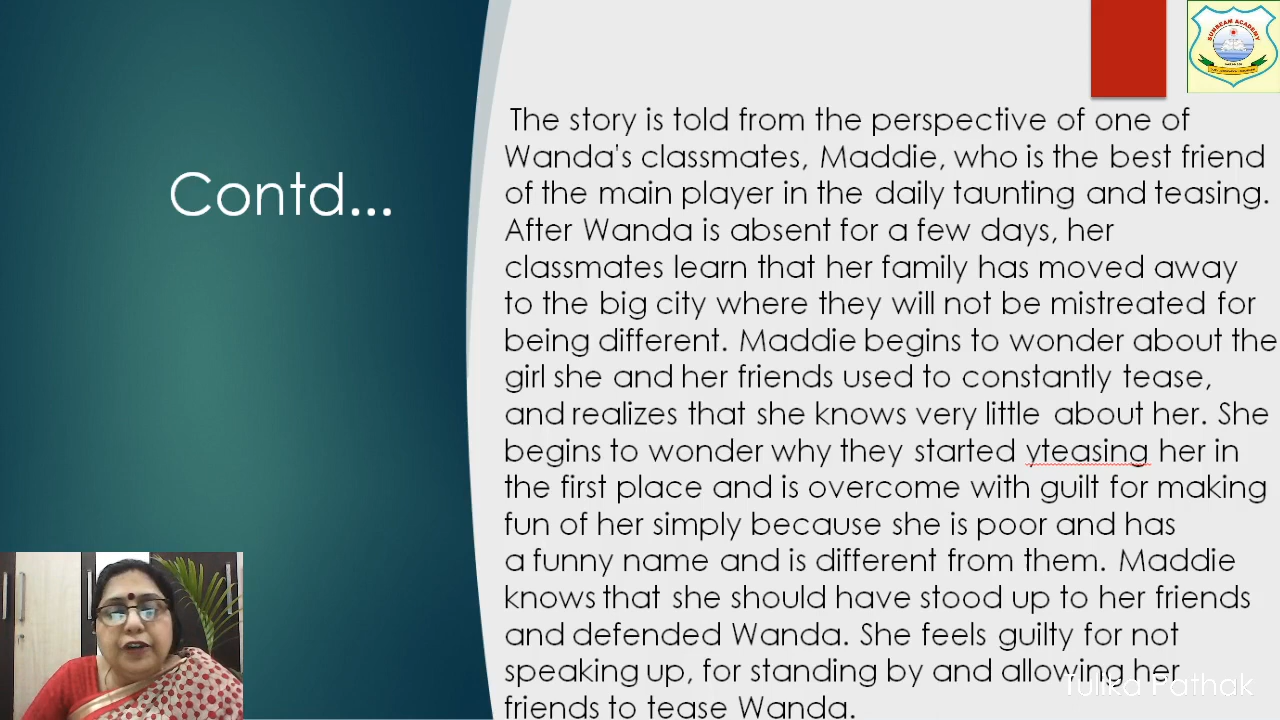 SUNBEAM ACADEMY
The story is told from the perspective of one of
Wanda's classmates, Maddie, who is the best friend
of the main player in the daily taunting and teasing.
Contd...
After Wanda is absent for a few days, her
classmates learn that her family has moved away
to the big city where they will not be mistreated for
being different. Maddie begins to wonder about the
girl she and her friends used to constantly tease,
and realizes that she knows very little about her. She
begins to wonder why they started yteasing her in
the first place and is overcome with guilt for making
fun of her simply because she is poor and has
a funny name and is different from them. Maddie
knows that she should have stood up to her friends
and defended Wanda. She feels guilty for not
speaking up, for standing by and allowing her
friends to tease Wanda.
Tulika Pathak